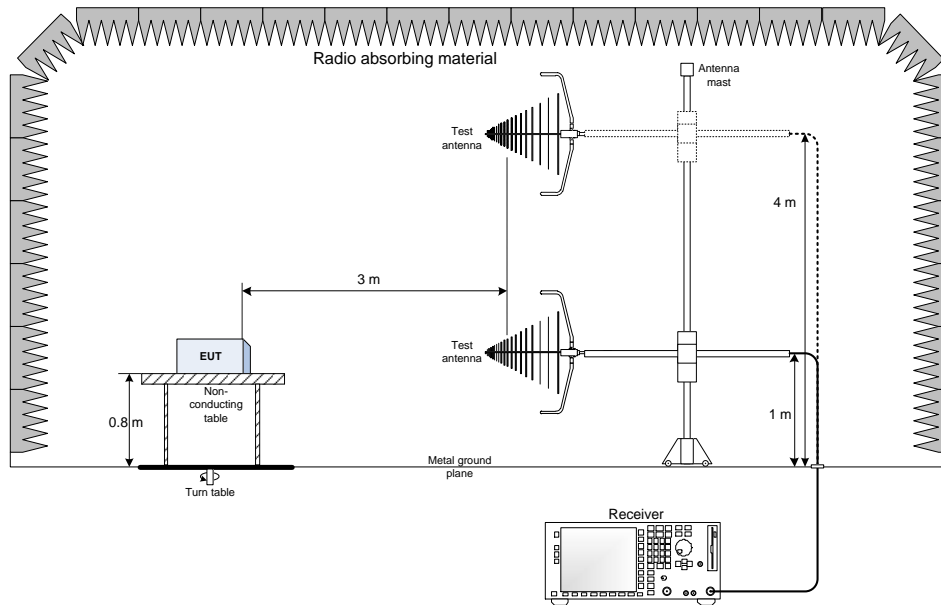 Radio absorbing material
Antenna
mast
Test
antenna
4 m
3 m
Test
antenna
EUT
Non-
conducting
table
0.8 m
1 m
Metal ground
plane
Turn table
Receiver